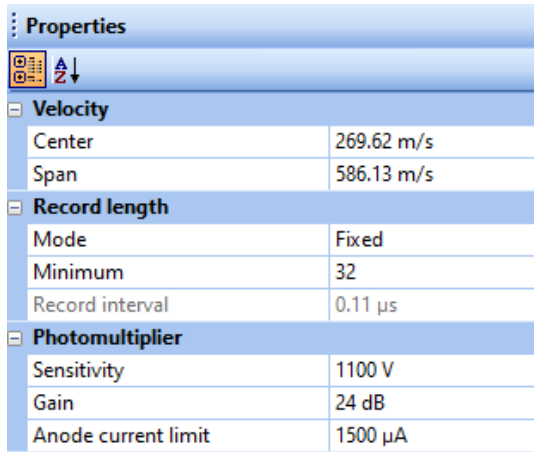 Properties
A
Z
Velocity
Center 269.62 m/s
Span 586.13 m/s
Record length
Mode Fixed
Minimum 32
Record interval 0.11 µs
Photomultiplier
Sensitivity 1100 V
Gain 24 dB
Anode current limit 1500 µA